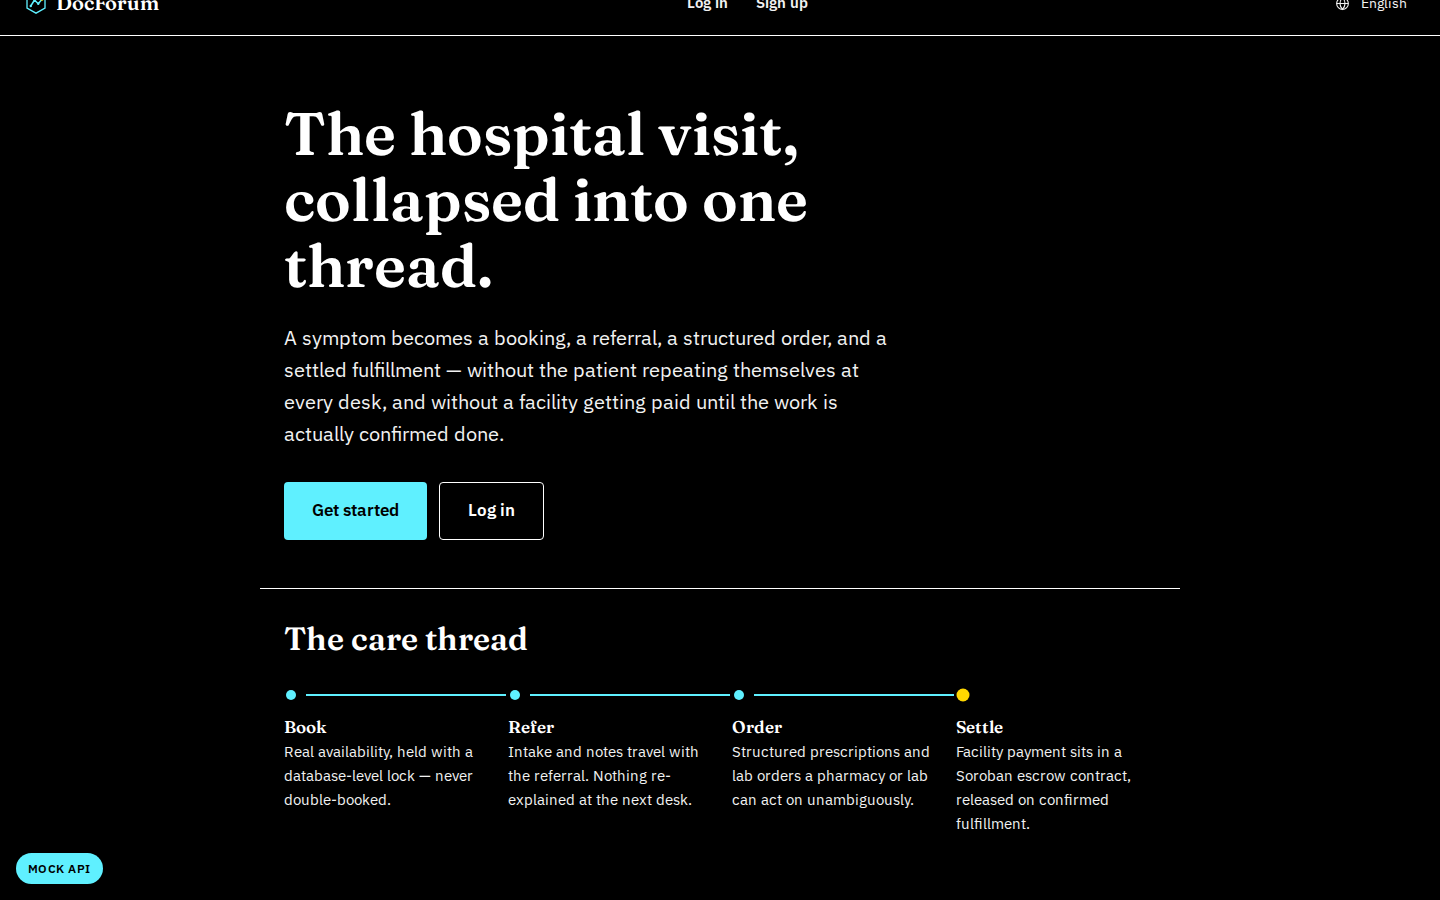 DocForum
Log in
Sign up
English
The hospital visit,
collapsed into one
thread.
A symptom becomes a booking, a referral, a structured order, and a
settled fulfillment — without the patient repeating themselves at
every desk, and without a facility getting paid until the work is
actually confirmed done.
Get started
Log in
The care thread
Book
Real availability, held with a
database-level lock — never
double-booked.
Refer
Intake and notes travel with
the referral. Nothing re-
explained at the next desk.
Order
Structured prescriptions and
lab orders a pharmacy or lab
can act on unambiguously.
Settle
Facility payment sits in a
Soroban escrow contract,
released on confirmed
fulfillment.
MOCK API